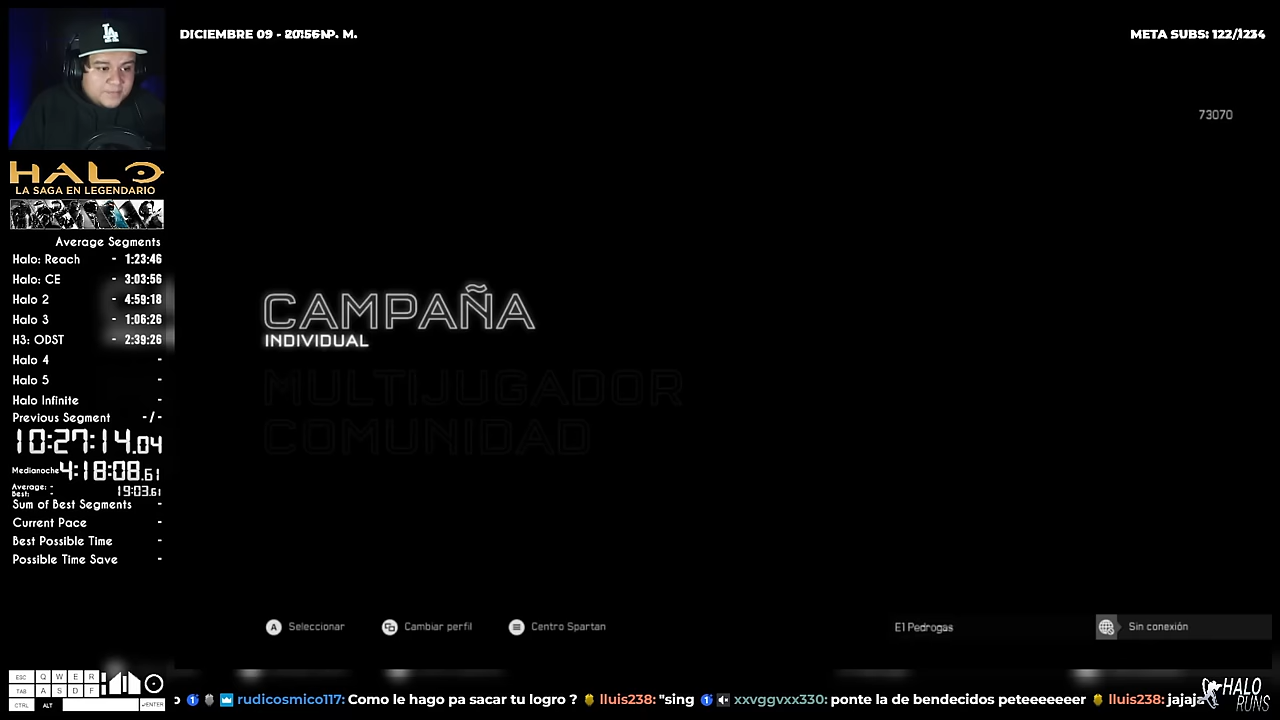 DICIEMBRE 09 - P. M.
META SUBS: 122/1234
LA
73070
HALO
LA SAGA EN LEGENDARIO
Average Segments
Halo: Reach - 1:23:46
Halo: CE - 3:03:56
Halo 2 - 4:59:18
Halo 3 - 1:06:26
H3: ODST - 2:39:26
Halo 4 -
Halo 5 -
Halo Infinite -
Previous Segment - / -
10:27:14.04
Medianoche 4:18:08.61
Average: -
Best: - 19:03.61
Sum of Best Segments -
Current Pace -
Best Possible Time -
Possible Time Save -
CAMPAÑA
INDIVIDUAL
MULTIJUGADOR
COMUNIDAD
A Seleccionar
Cambiar perfil
Centro Spartan
El Pedrogas
Sin conexión
ESC Q W E R
TAB A S D F
CTRL ALT ENTER
o rudicosmico117: Como le hago pa sacar tu logro ? lluis238: "sing xxvggvxx330: ponte la de bendecidos peteeeeeeer lluis238: jajaja
HALO RUNS